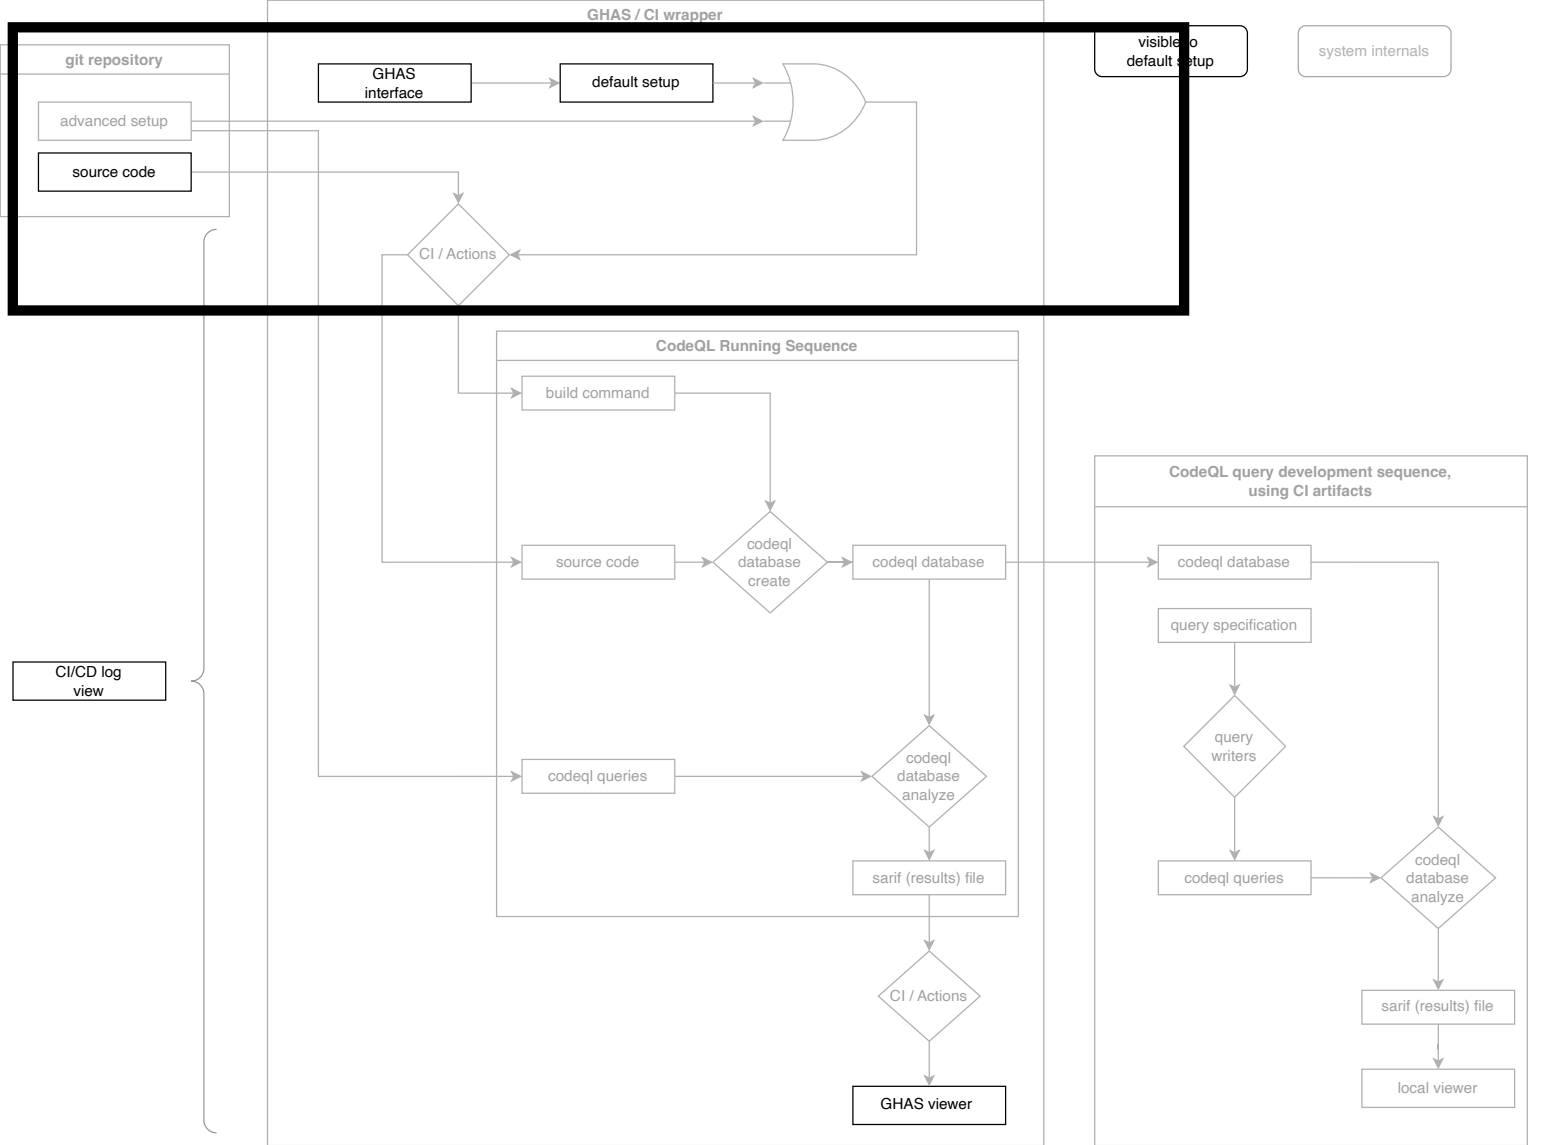 GHAS / CI wrapper
git repository
GHAS
interface
default setup
visible to
default setup
system internals
advanced setup
source code
CI / Actions
CodeQL Running Sequence
build command
CodeQL query development sequence,
using CI artifacts
source code
codeql
database
create
codeql database
codeql database
query specification
CI/CD log
view
query
writers
codeql queries
codeql
database
analyze
sarif (results) file
codeql queries
codeql
database
analyze
CI / Actions
sarif (results) file
local viewer
GHAS viewer